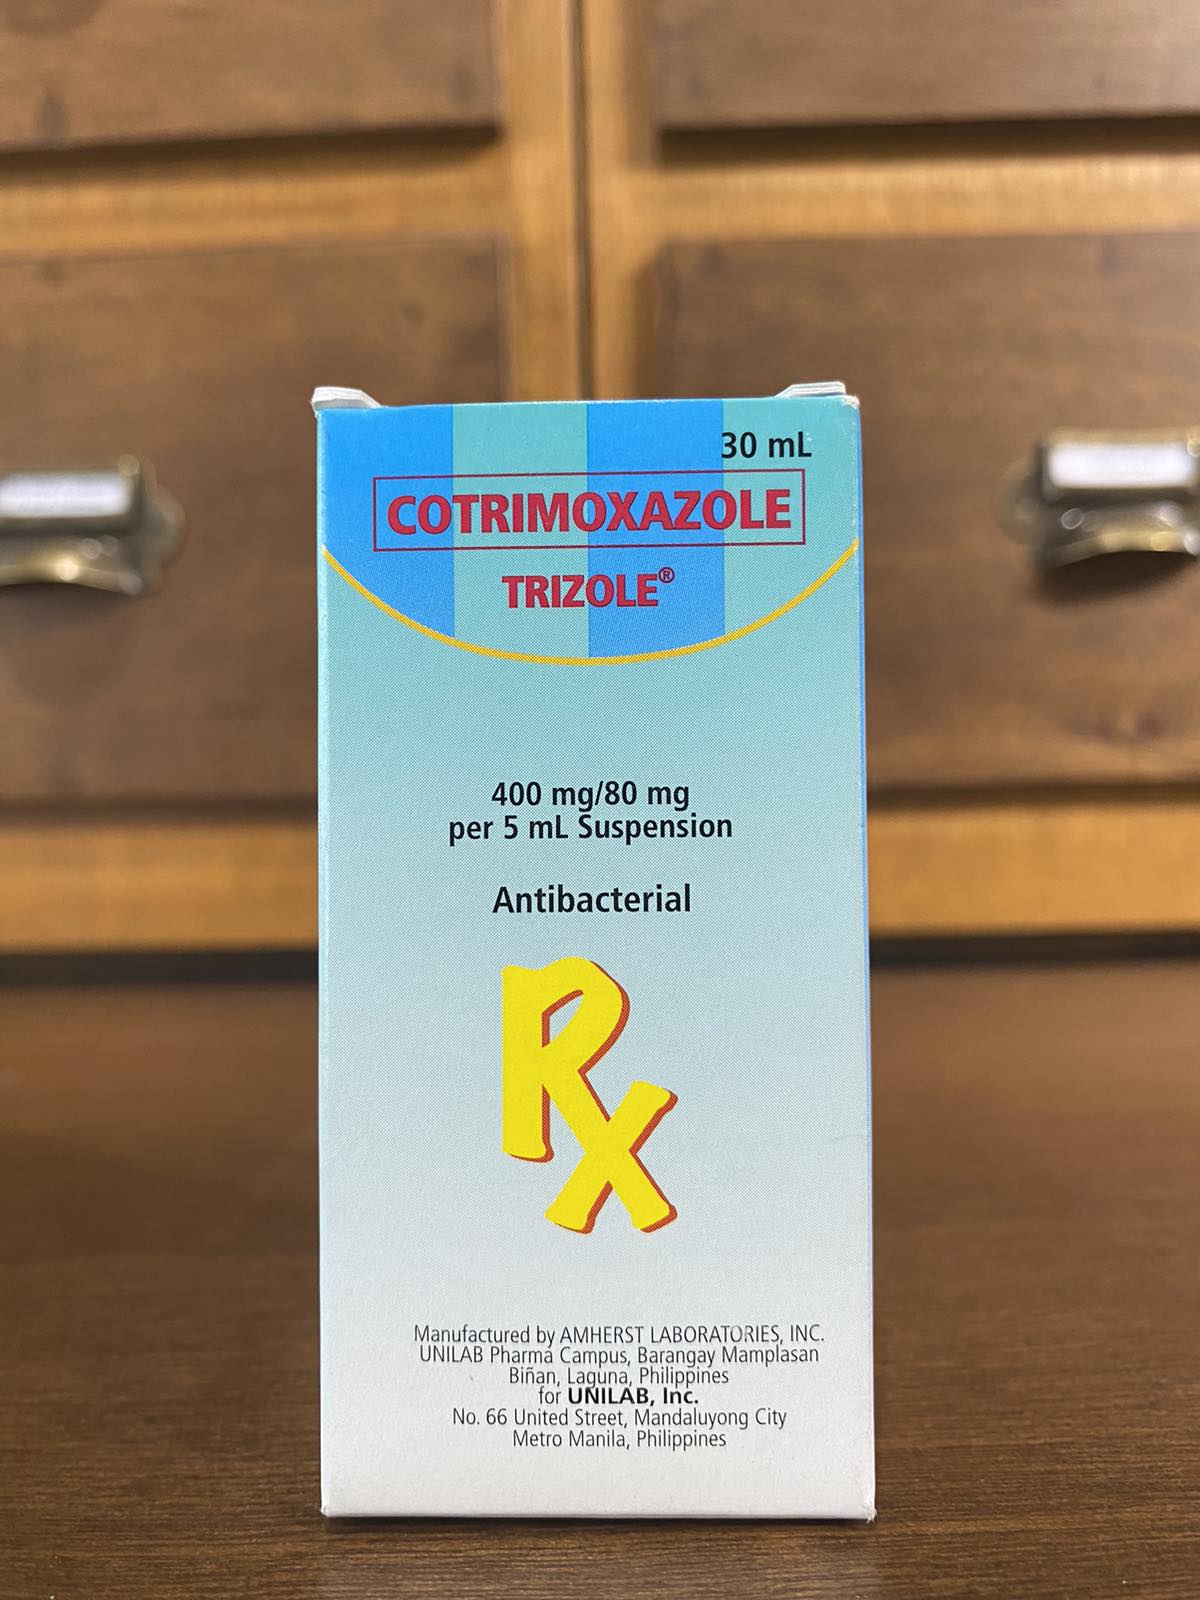 30 mL
COTRIMOXAZOLE
TRIZOLE®
400 mg/80 mg
per 5 mL Suspension
Antibacterial
Rx
Manufactured by AMHERST LABORATORIES, INC.
UNILAB Pharma Campus, Barangay Mamplasan
Biñan, Laguna, Philippines
for UNILAB, Inc.
No. 66 United Street, Mandaluyong City
Metro Manila, Philippines